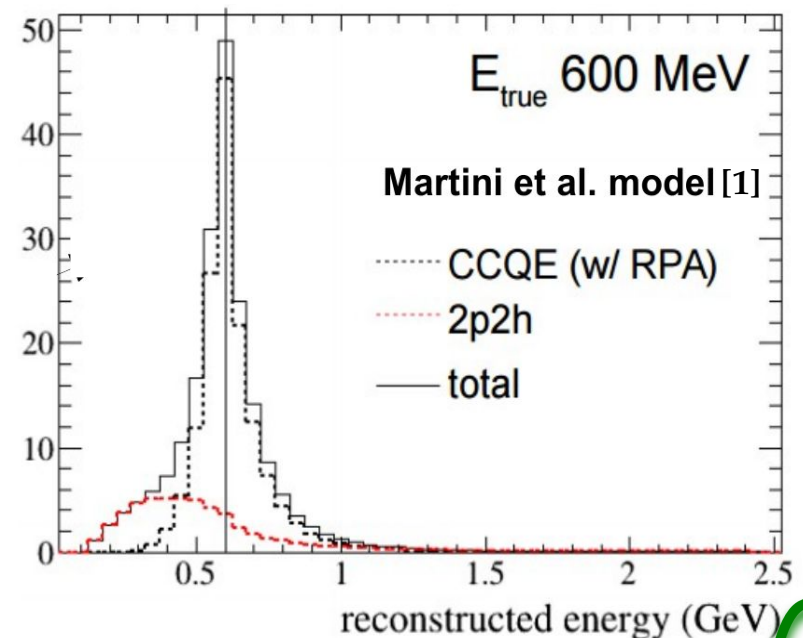 50
40
30
20
10
0
0.5 1 1.5 2 2.5
reconstructed energy (GeV)
E_true 600 MeV
Martini et al. model [1]
CCQE (w/ RPA)
2p2h
total